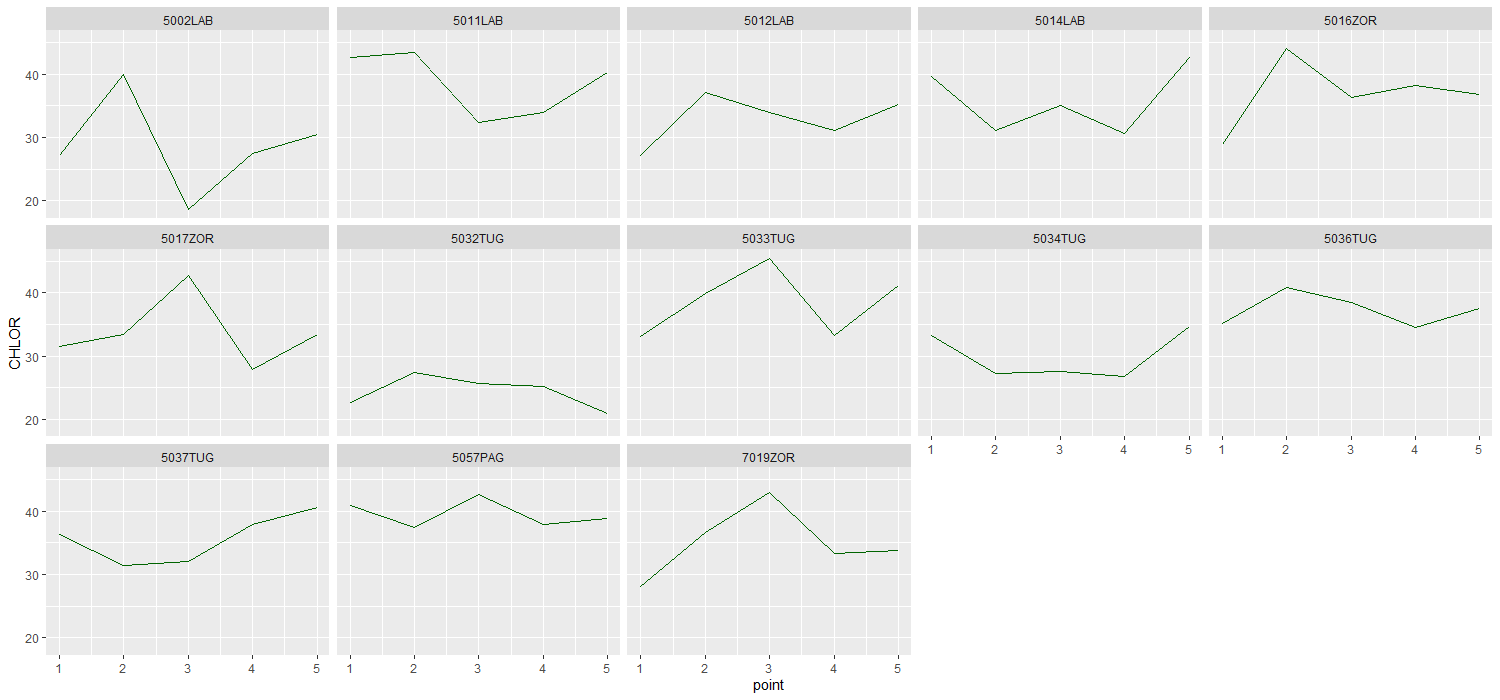 5002LAB 5011LAB 5012LAB 5014LAB 5016ZOR
40
30
20
5017ZOR 5032TUG 5033TUG 5034TUG 5036TUG
40
30
20
1 2 3 4 5 1 2 3 4 5
5037TUG 5057PAG 7019ZOR
40
30
20
1 2 3 4 5 1 2 3 4 5 1 2 3 4 5
point
CHLOR